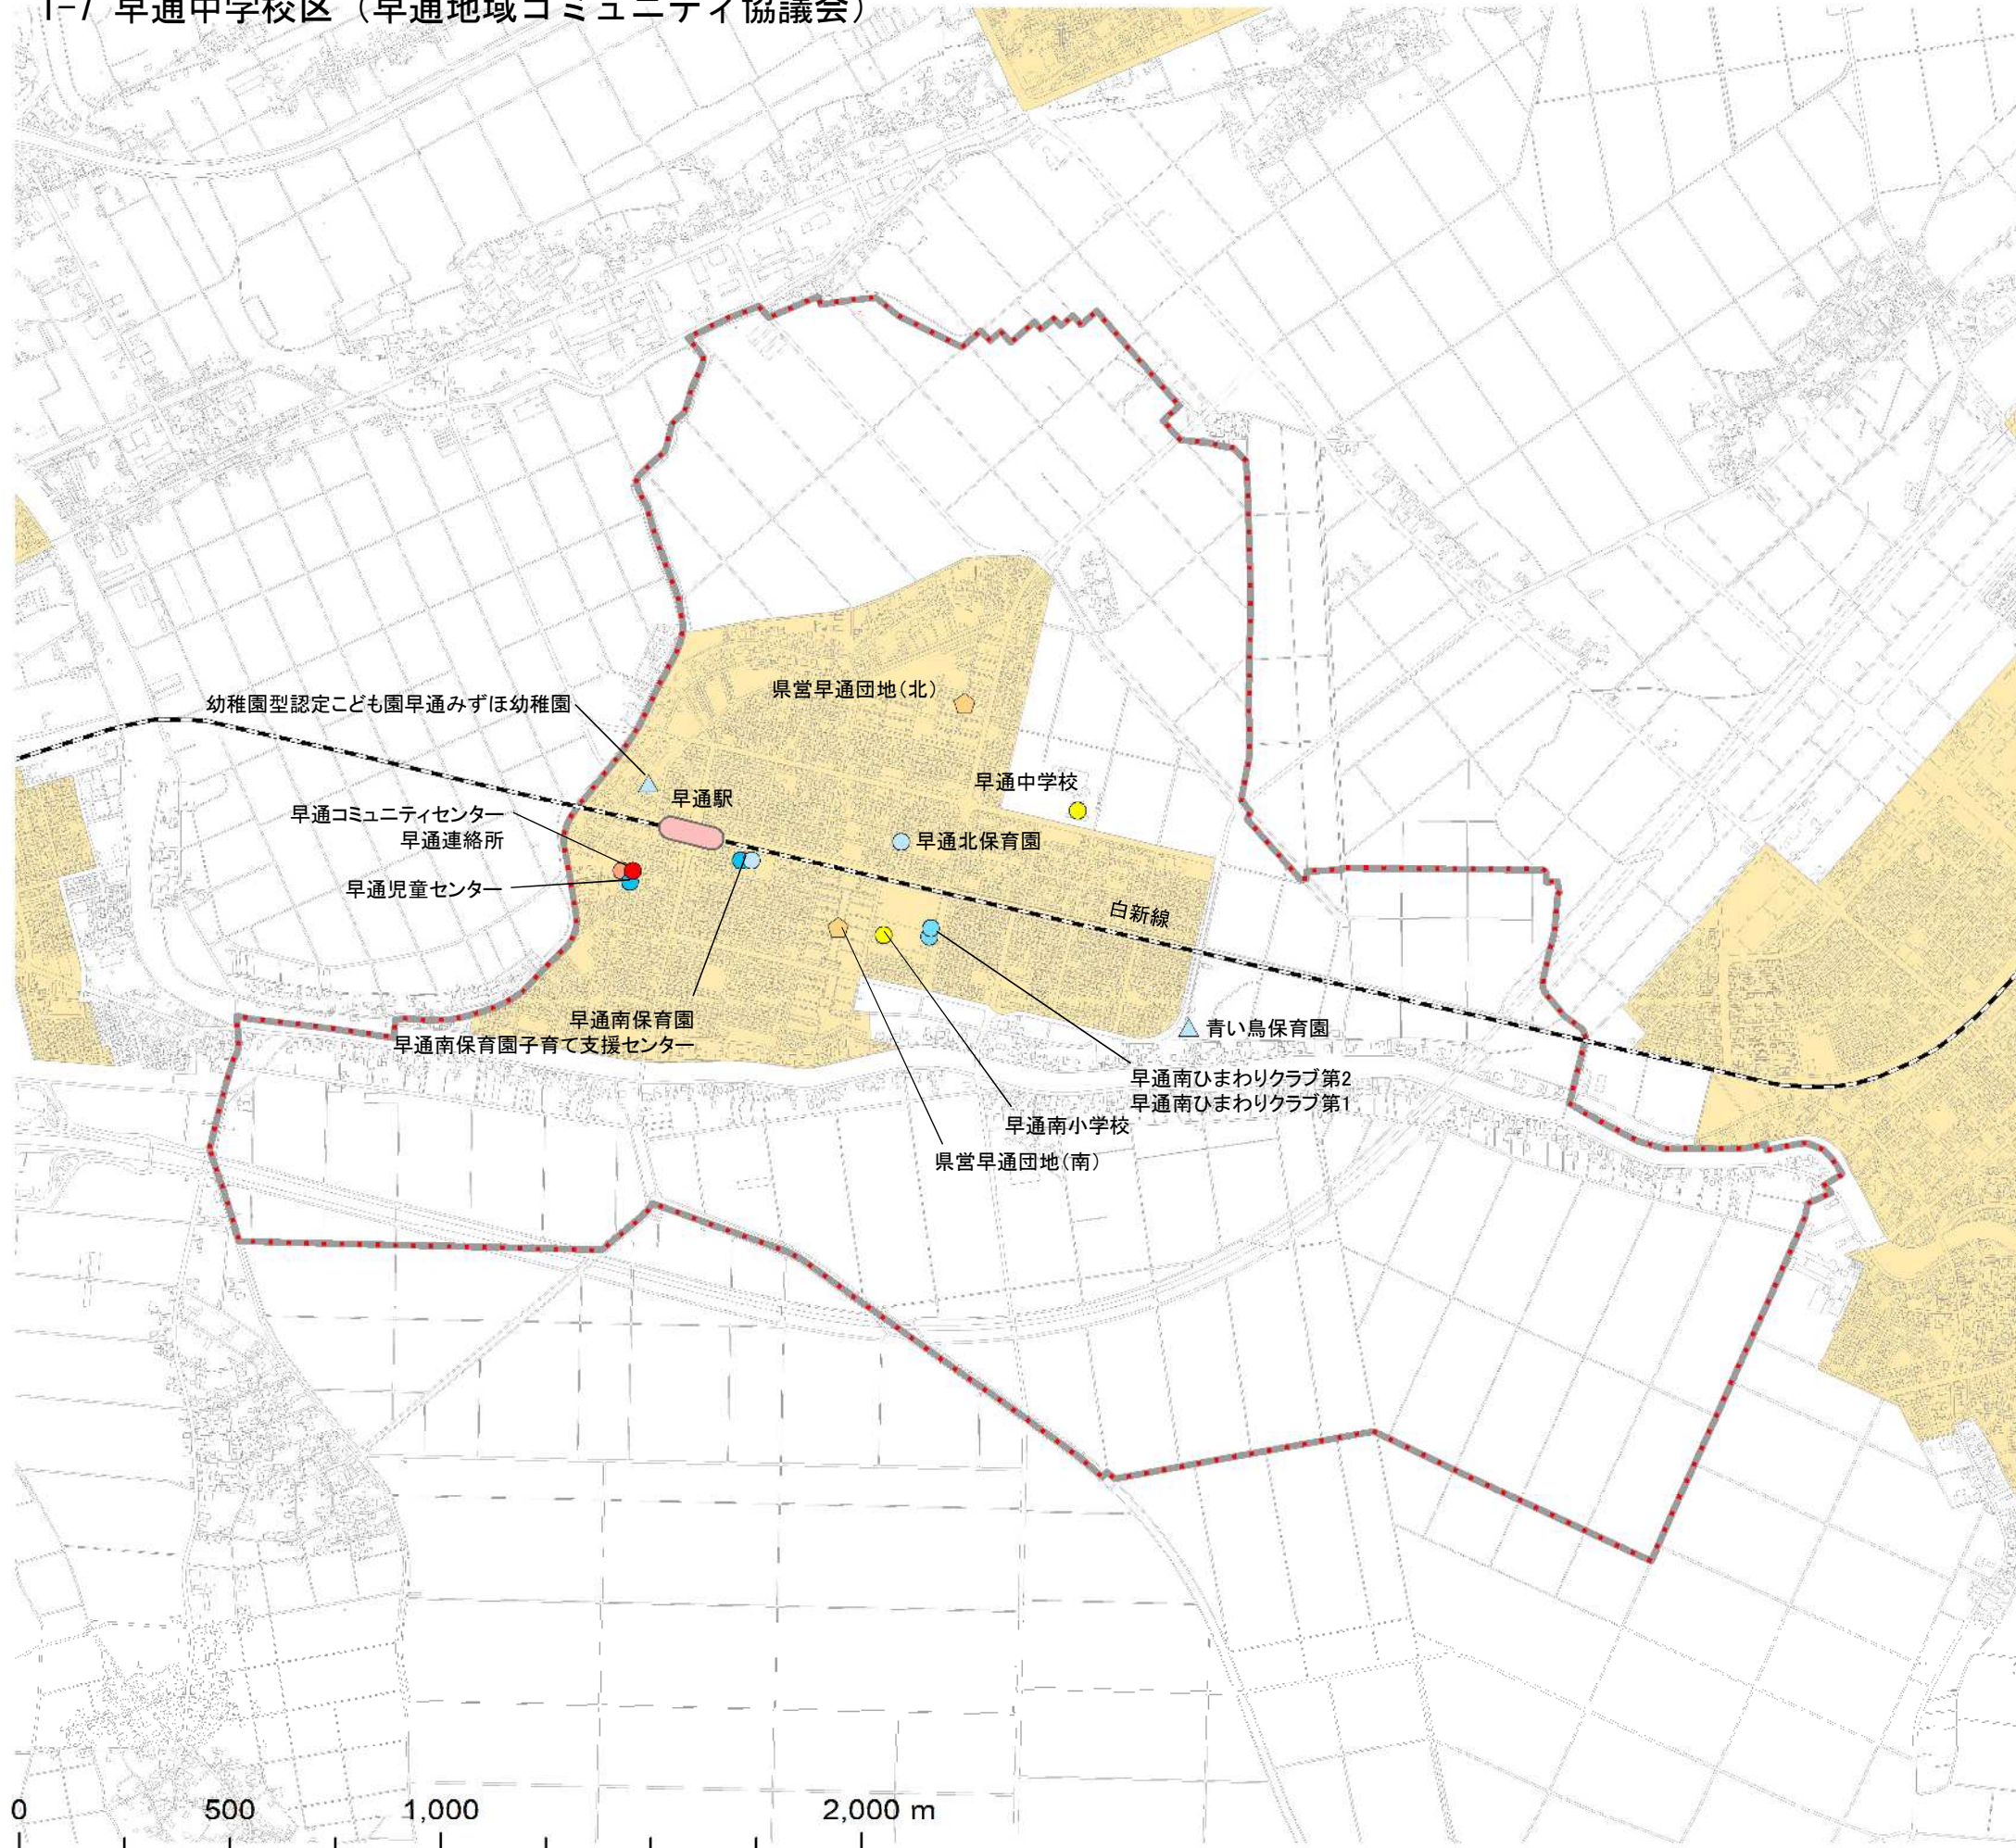 1-7 早通中学校区（早通地域コミュニティ協議会）
県営早通団地(北)
幼稚園型認定こども園早通みずほ幼稚園
早通中学校
早通駅
早通コミュニティセンター
早通連絡所
早通北保育園
早通児童センター
白新線
早通南保育園
早通南保育園子育て支援センター
青い鳥保育園
早通南ひまわりクラブ第2
早通南ひまわりクラブ第1
早通南小学校
県営早通団地(南)
0 500 1,000 2,000 m